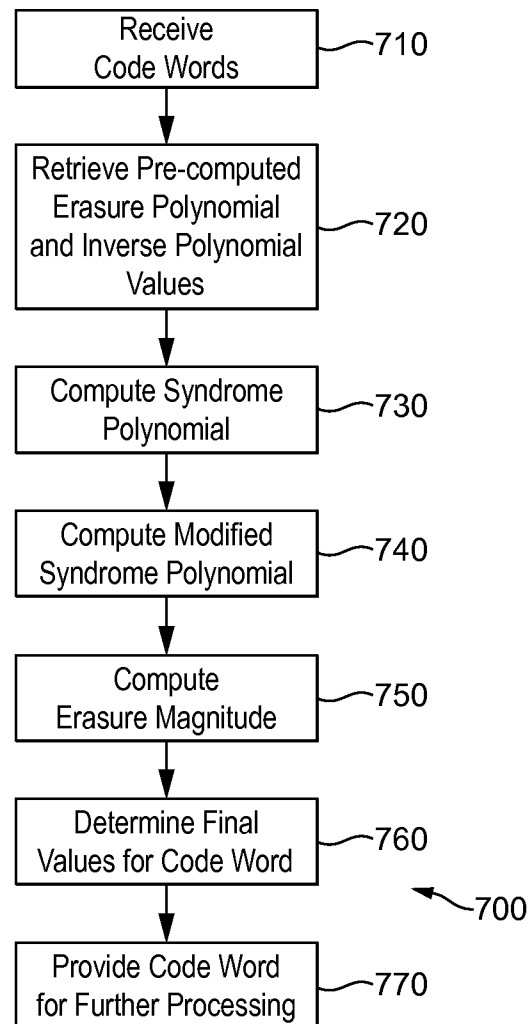 Receive
Code Words
710
Retrieve Pre-computed
Erasure Polynomial
and Inverse Polynomial
Values
720
Compute Syndrome
Polynomial
730
Compute Modified
Syndrome Polynomial
740
Compute
Erasure Magnitude
750
Determine Final
Values for Code Word
760
700
Provide Code Word
for Further Processing
770